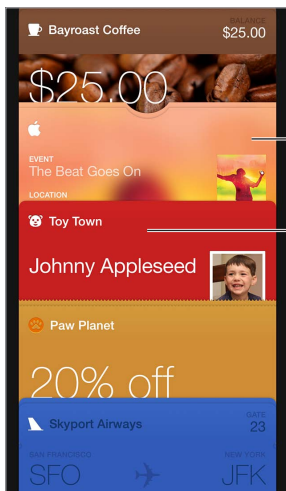 Bayroast Coffee
BALANCE
$25.00
$25.00
EVENT
The Beat Goes On
LOCATION
Toy Town
Johnny Appleseed
Paw Planet
20% off
Skyport Airways
GATE
23
SAN FRANCISCO
NEW YORK
SFO
JFK